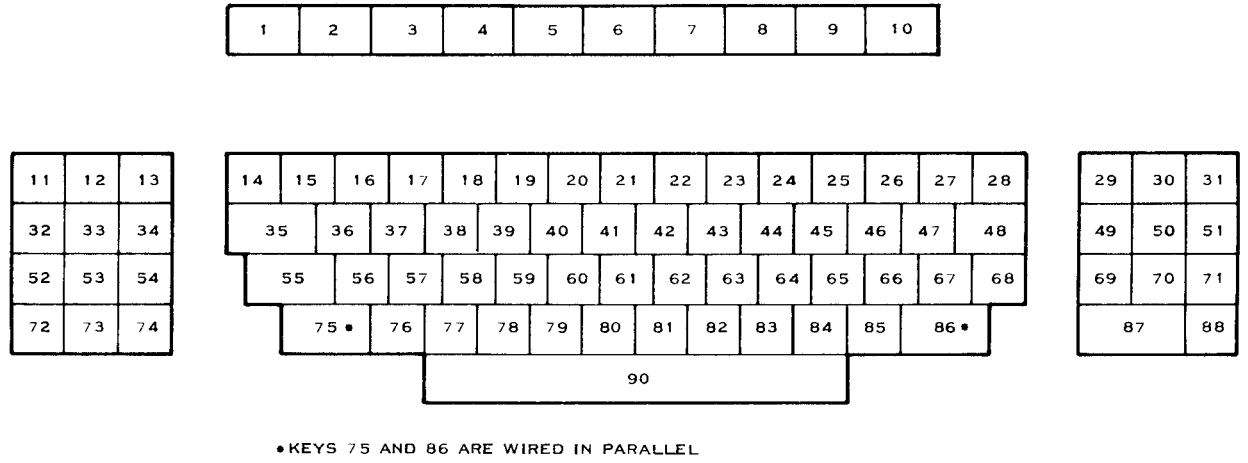 1 2 3 4 5 6 7 8 9 10
11 12 13 14 15 16 17 18 19 20 21 22 23 24 25 26 27 28 29 30 31
32 33 34 35 36 37 38 39 40 41 42 43 44 45 46 47 48 49 50 51
52 53 54 55 56 57 58 59 60 61 62 63 64 65 66 67 68 69 70 71
72 73 74 75• 76 77 78 79 80 81 82 83 84 85 86• 87 88
90
•KEYS 75 AND 86 ARE WIRED IN PARALLEL